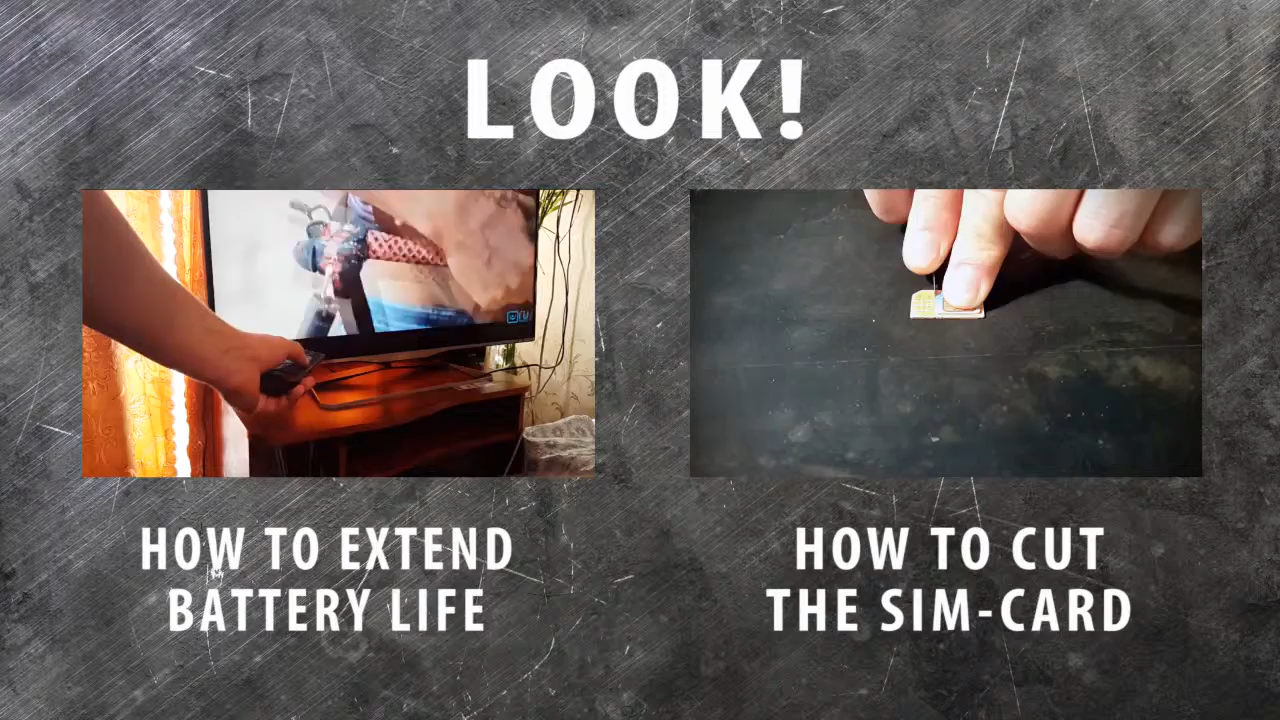 LOOK!
HOW TO EXTEND
BATTERY LIFE
HOW TO CUT
THE SIM-CARD